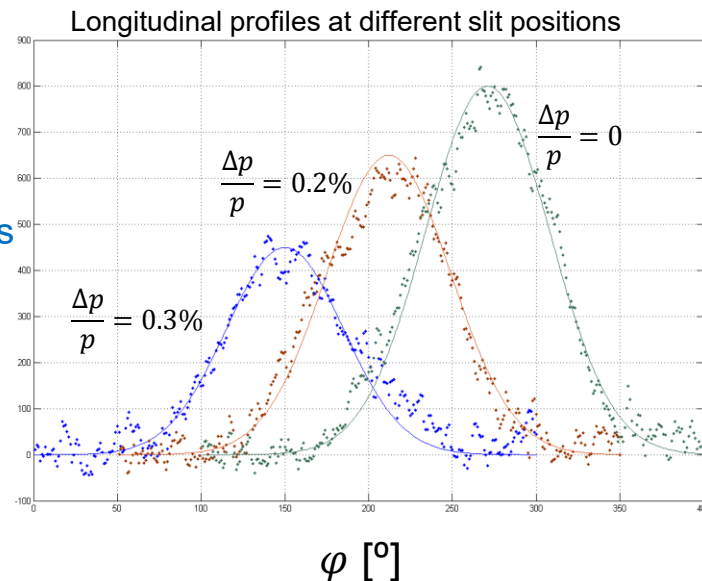 Longitudinal profiles at different slit positions
900
800
700
600
500
400
300
200
100
0
-100
Δp/p = 0
Δp/p = 0.2%
s
Δp/p = 0.3%
0 50 100 150 200 250 300 350 40
φ [º]